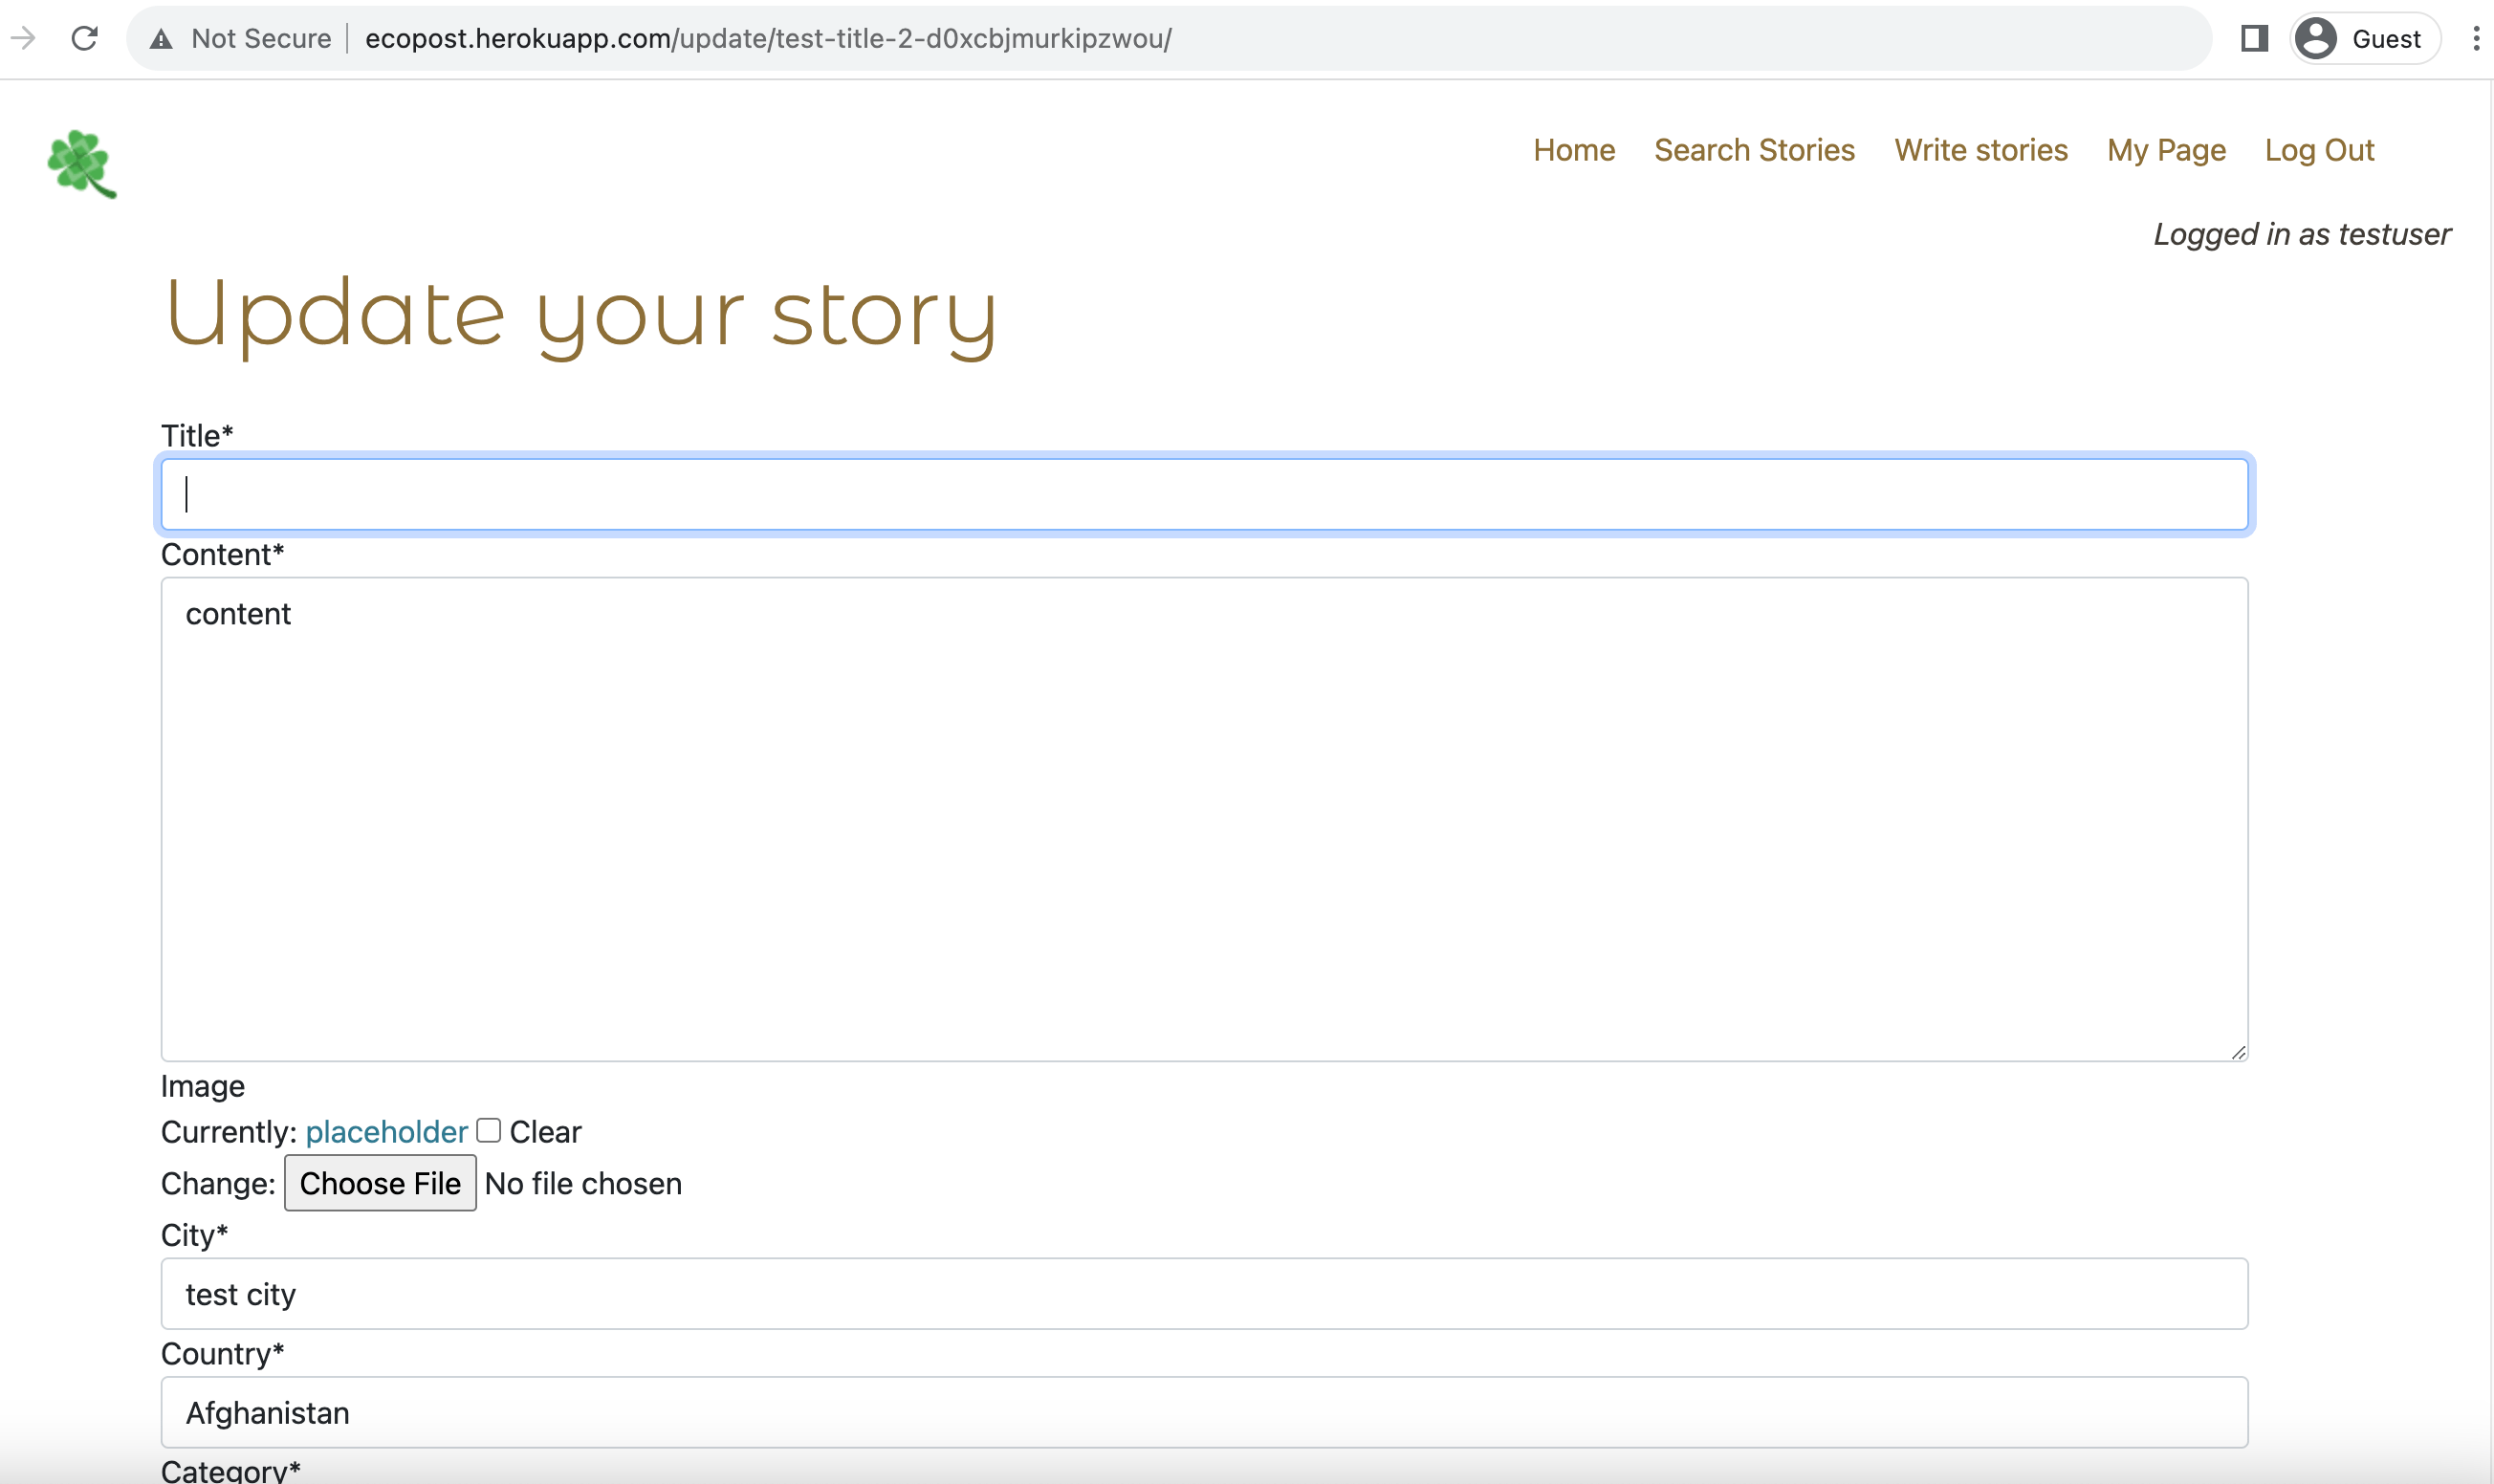 Not Secure ecopost.herokuapp.com/update/test-title-2-d0xcbjmurkipzwou/ Guest
Home Search Stories Write stories My Page Log Out
Logged in as testuser
Update your story
Title*
Content*
content
Image
Currently: placeholder Clear
Change: Choose File No file chosen
City*
test city
Country*
Afghanistan
Category*